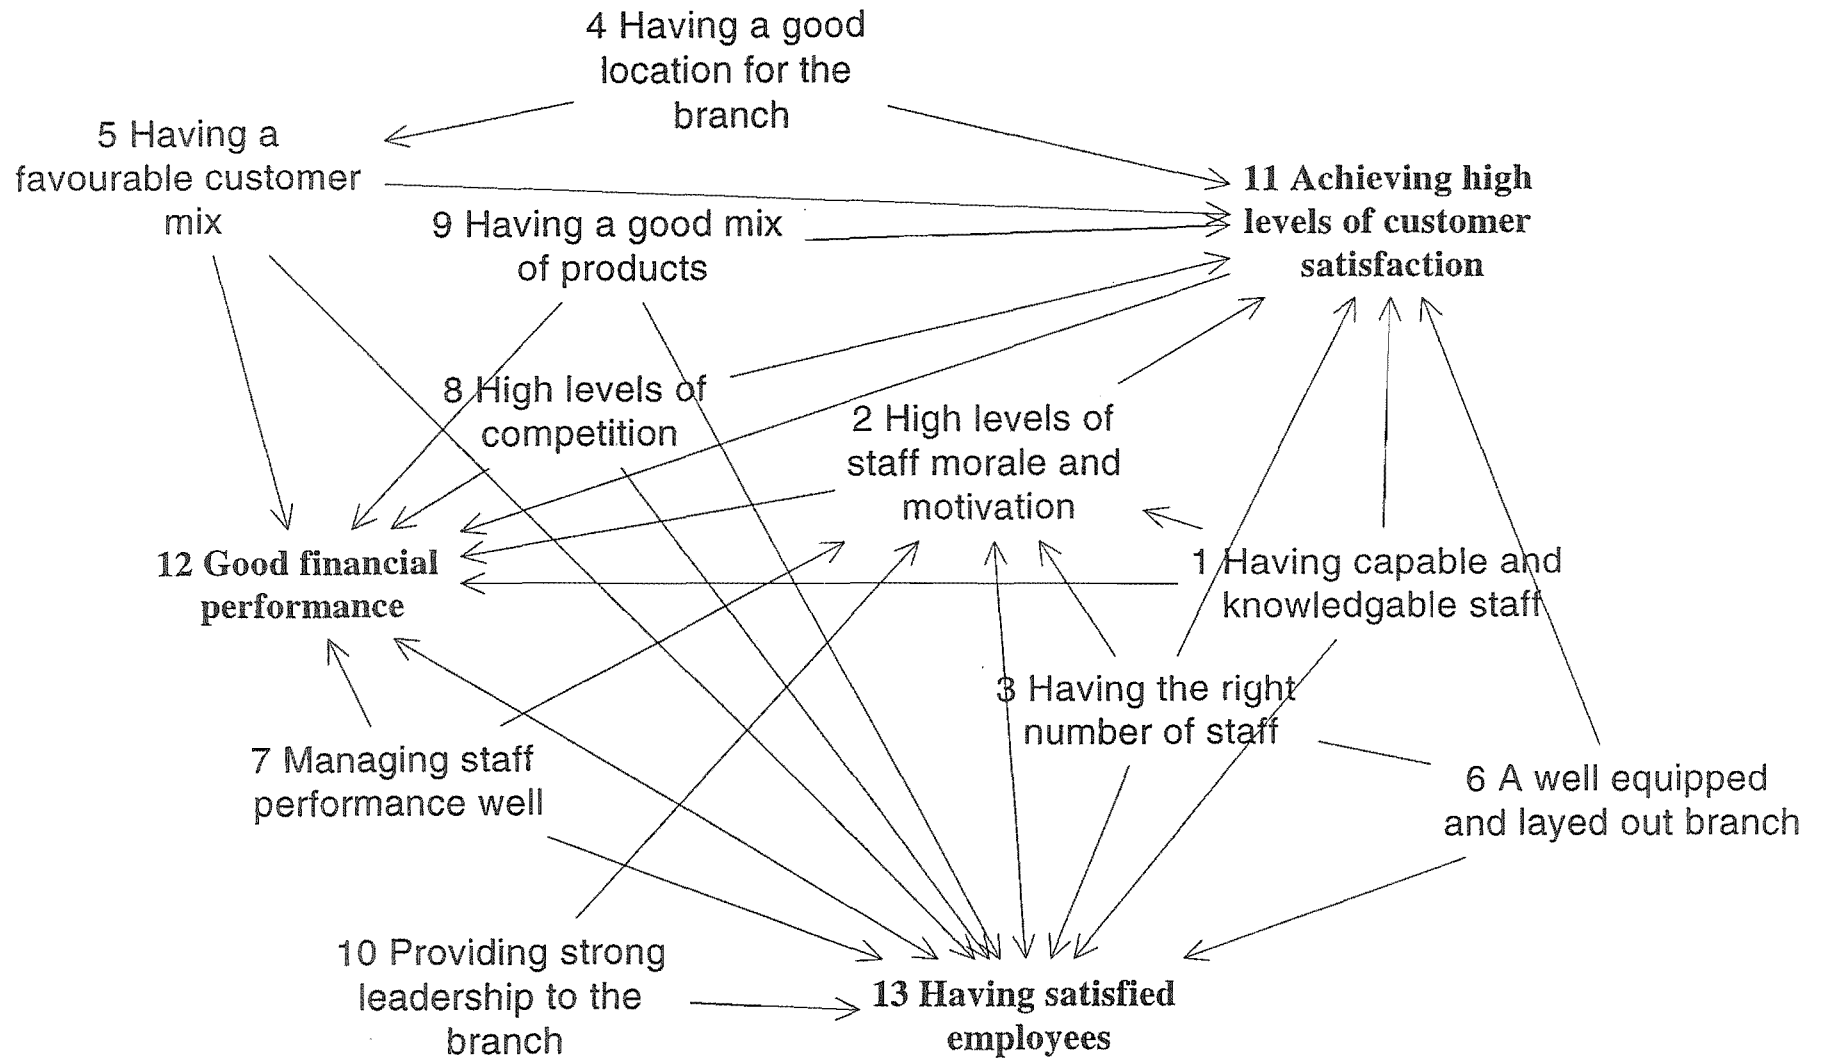 4 Having a good
location for the
branch
5 Having a
favourable customer
mix
11 Achieving high
levels of customer
satisfaction
9 Having a good mix
of products
8 High levels of
competition
2 High levels of
staff morale and
motivation
12 Good financial
performance
1 Having capable and
knowledgable staff
3 Having the right
number of staff
7 Managing staff
performance well
6 A well equipped
and layed out branch
10 Providing strong
leadership to the
branch
13 Having satisfied
employees